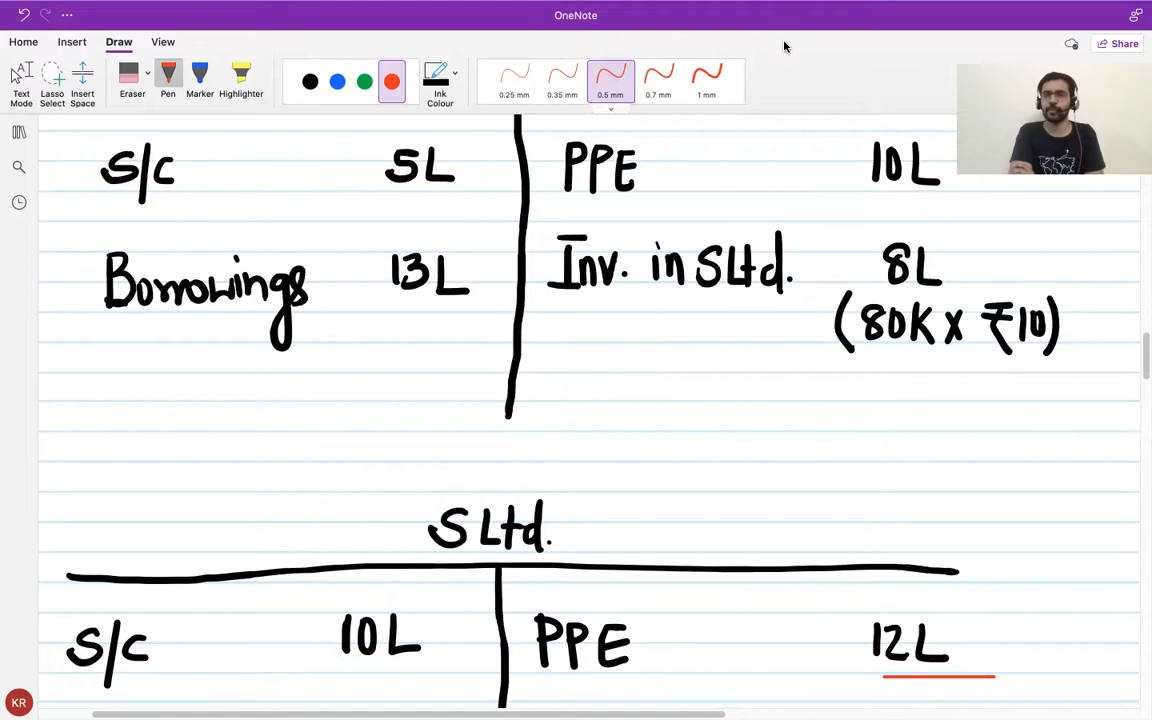 OneNote
Home Insert Draw View
Share
Text Mode
Lasso Select
Insert Space
Eraser
Pen
Marker
Highlighter
Ink Colour
0.25 mm
0.35 mm
0.5 mm
0.7 mm
1 mm
S/C 5L PPE 10L
Borrowings 13L Inv. in S Ltd. 8L
(80K x ₹10)
S Ltd.
S/C 10L PPE 12L
KR